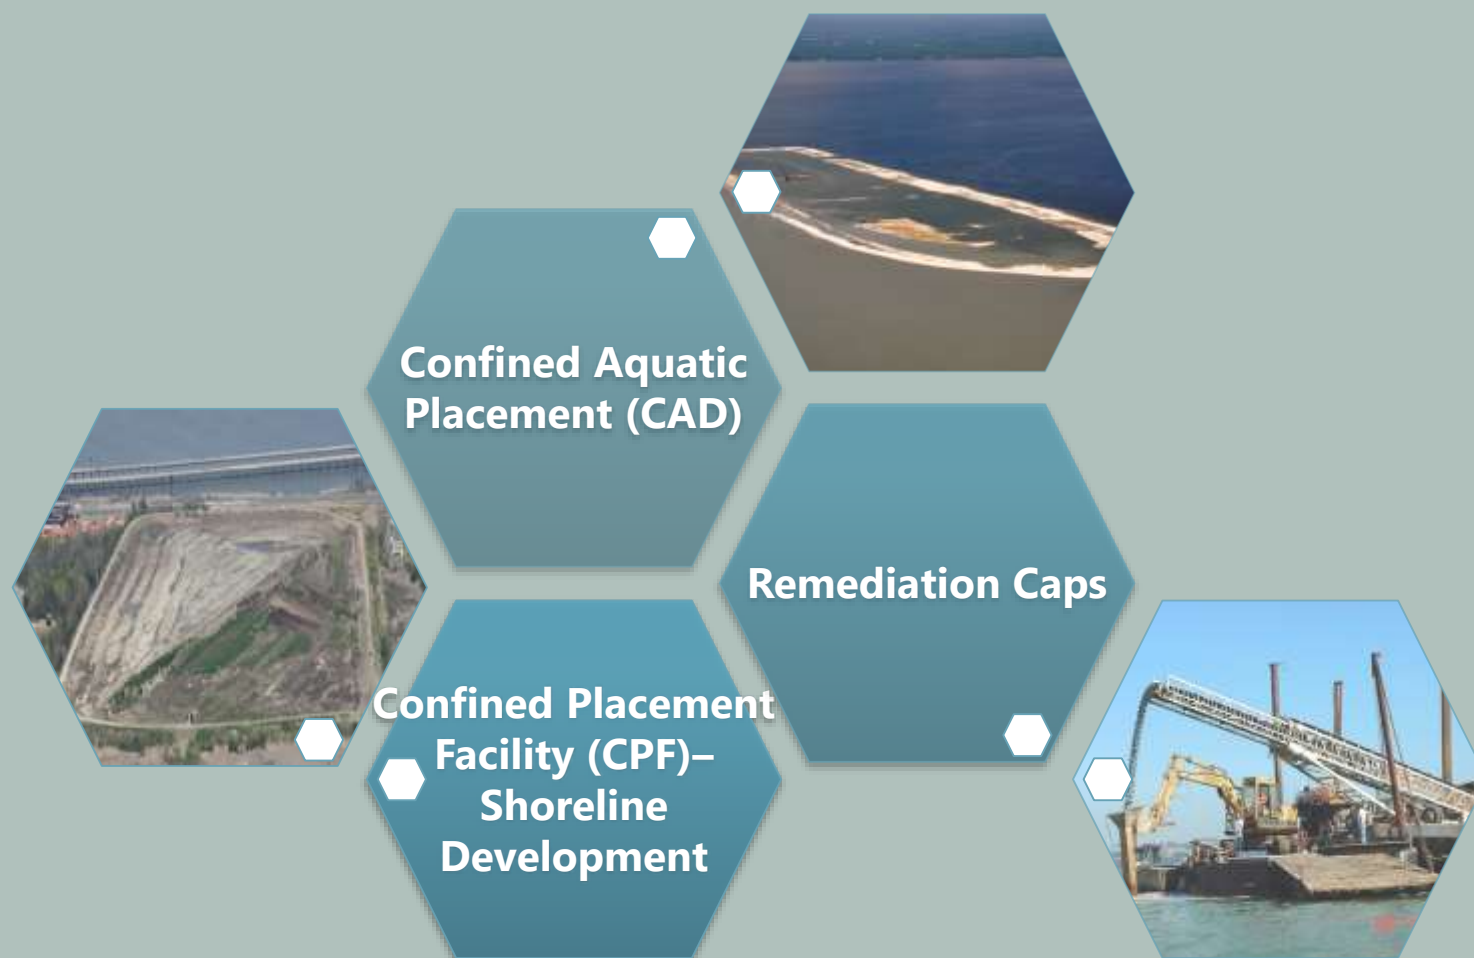 Confined Aquatic
Placement (CAD)
Remediation Caps
Confined Placement
Facility (CPF)–
Shoreline
Development